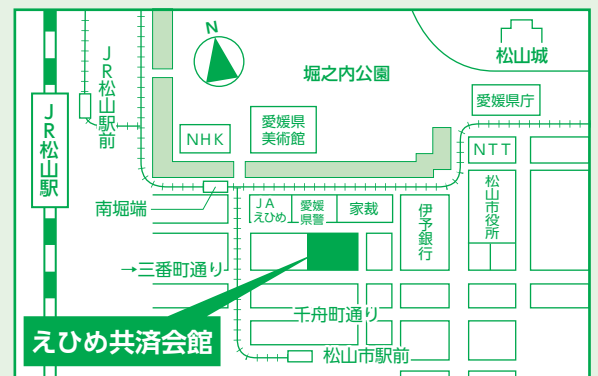 N
松山城
堀之内公園
JR松山駅前
愛媛県庁
JR松山駅
NHK
愛媛県
美術館
NTT
南堀端
JA
えひめ
愛媛
県警
家裁
伊予銀行
松山市役所
→三番町通り
千舟町通り
えひめ共済会館
松山市駅前